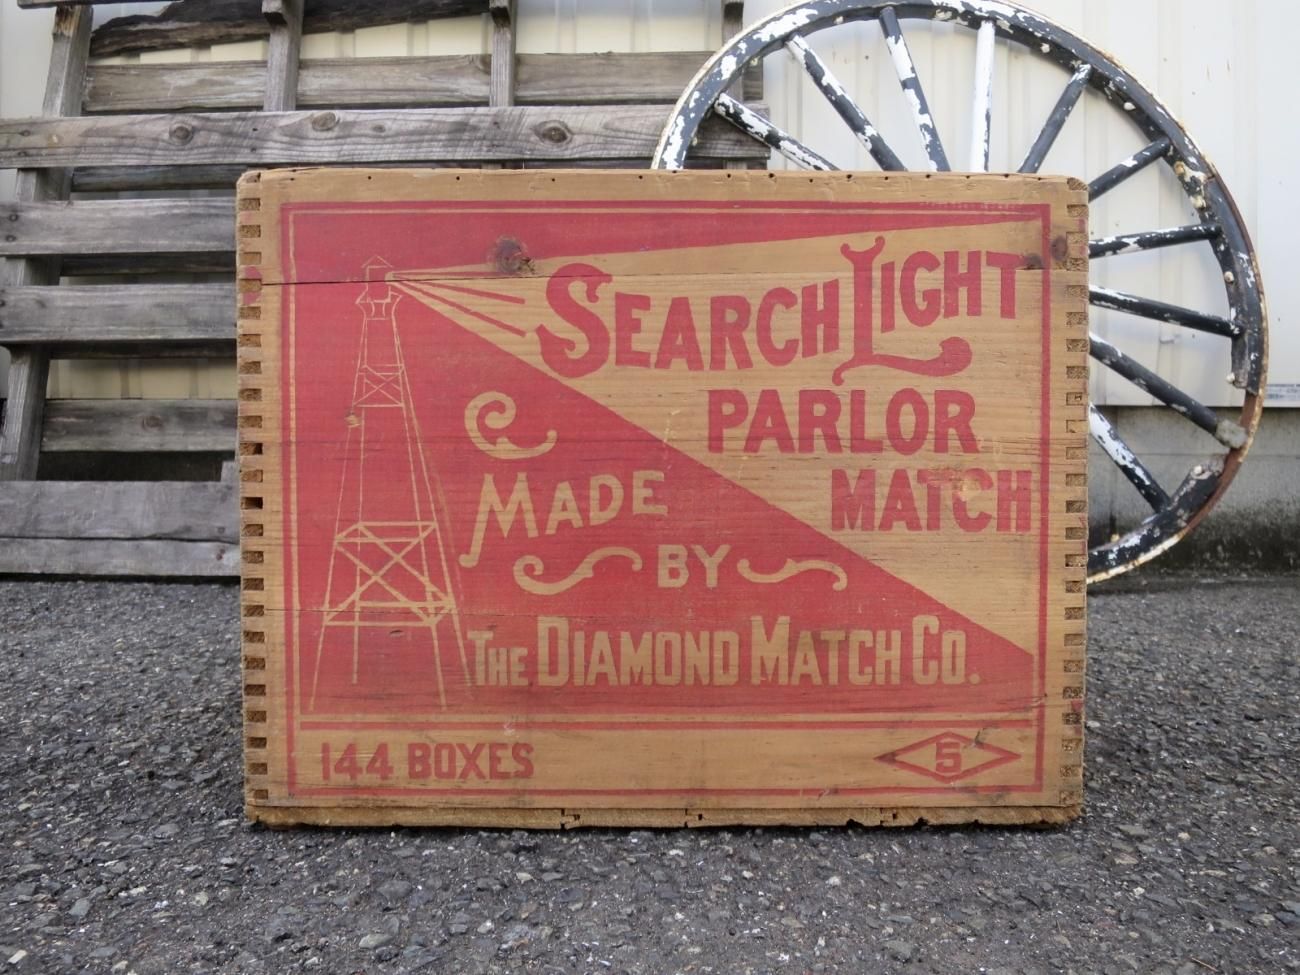 SEARCH LIGHT
PARLOR
MATCH
MADE
BY
THE DIAMOND MATCH CO.
144 BOXES
5